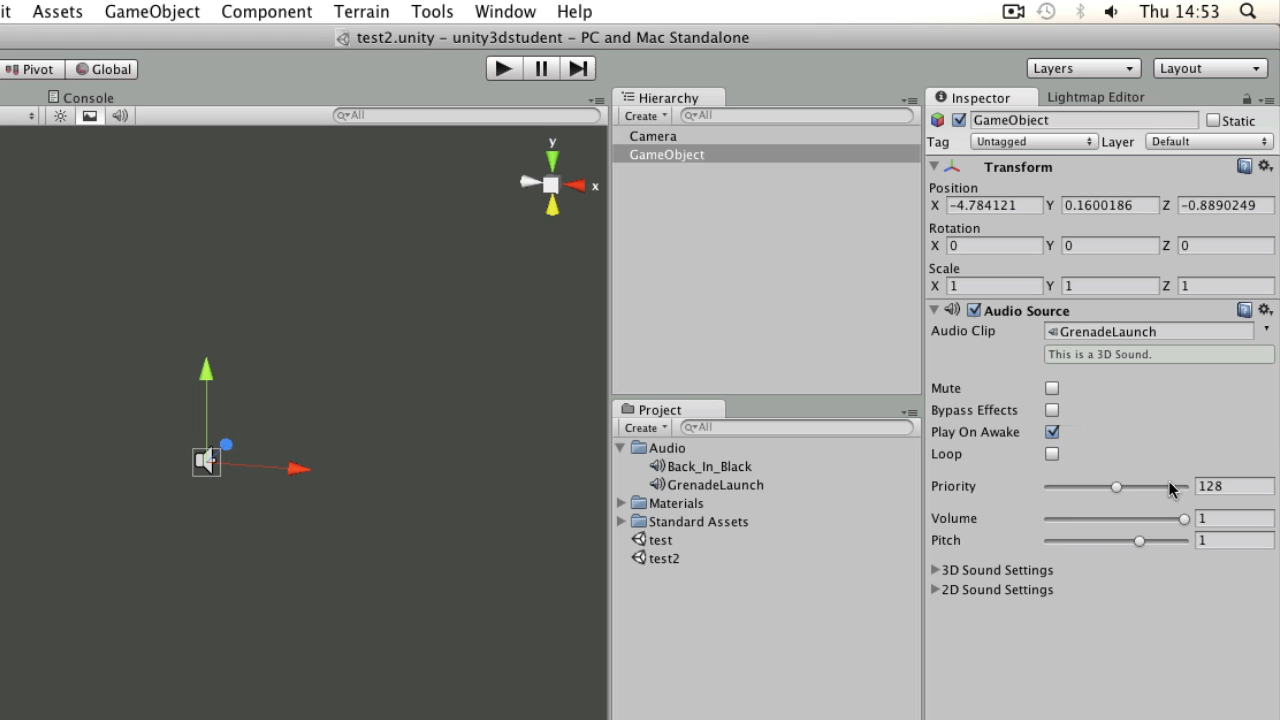 it Assets GameObject Component Terrain Tools Window Help Thu 14:53
test2.unity – unity3dstudent – PC and Mac Standalone
Pivot Global Layers Layout
Console
All
y
x
Hierarchy
Create All
Camera
GameObject
Project
Create All
Audio
Back_In_Black
GrenadeLaunch
Materials
Standard Assets
test
test2
Inspector Lightmap Editor
GameObject Static
Tag Untagged Layer Default
Transform
Position
X -4.784121 Y 0.1600186 Z -0.8890249
Rotation
X 0 Y 0 Z 0
Scale
X 1 Y 1 Z 1
Audio Source
Audio Clip GrenadeLaunch
This is a 3D Sound.
Mute
Bypass Effects
Play On Awake
Loop
Priority 128
Volume 1
Pitch 1
3D Sound Settings
2D Sound Settings